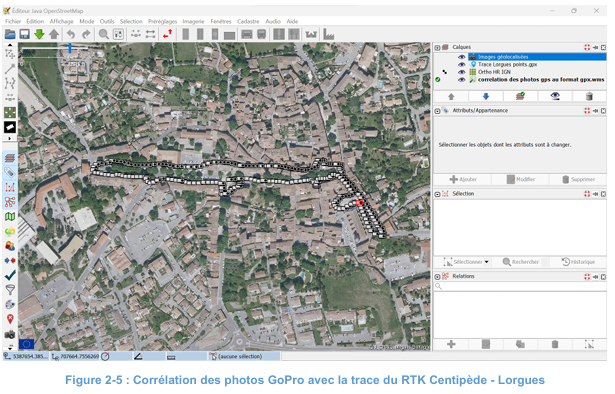 Éditeur Java OpenStreetMap
Fichier Édition Affichage Mode Outils Sélection Préréglages Imagerie Fenêtres Cadastre Audio Aide
Calques
Images géolocalisées
Trace Lorgues points.gpx
Ortho HR IGN
correlation des photos gps au format gpx.wms
Attributs/Appartenance
Sélectionner les objets dont les attributs sont à changer.
Ajouter Modifier Supprimer
Sélection
Sélectionner Rechercher Historique
Relations
5387654,385... 707664,7556269 (aucune sélection)
Figure 2-5 : Corrélation des photos GoPro avec la trace du RTK Centipède - Lorgues